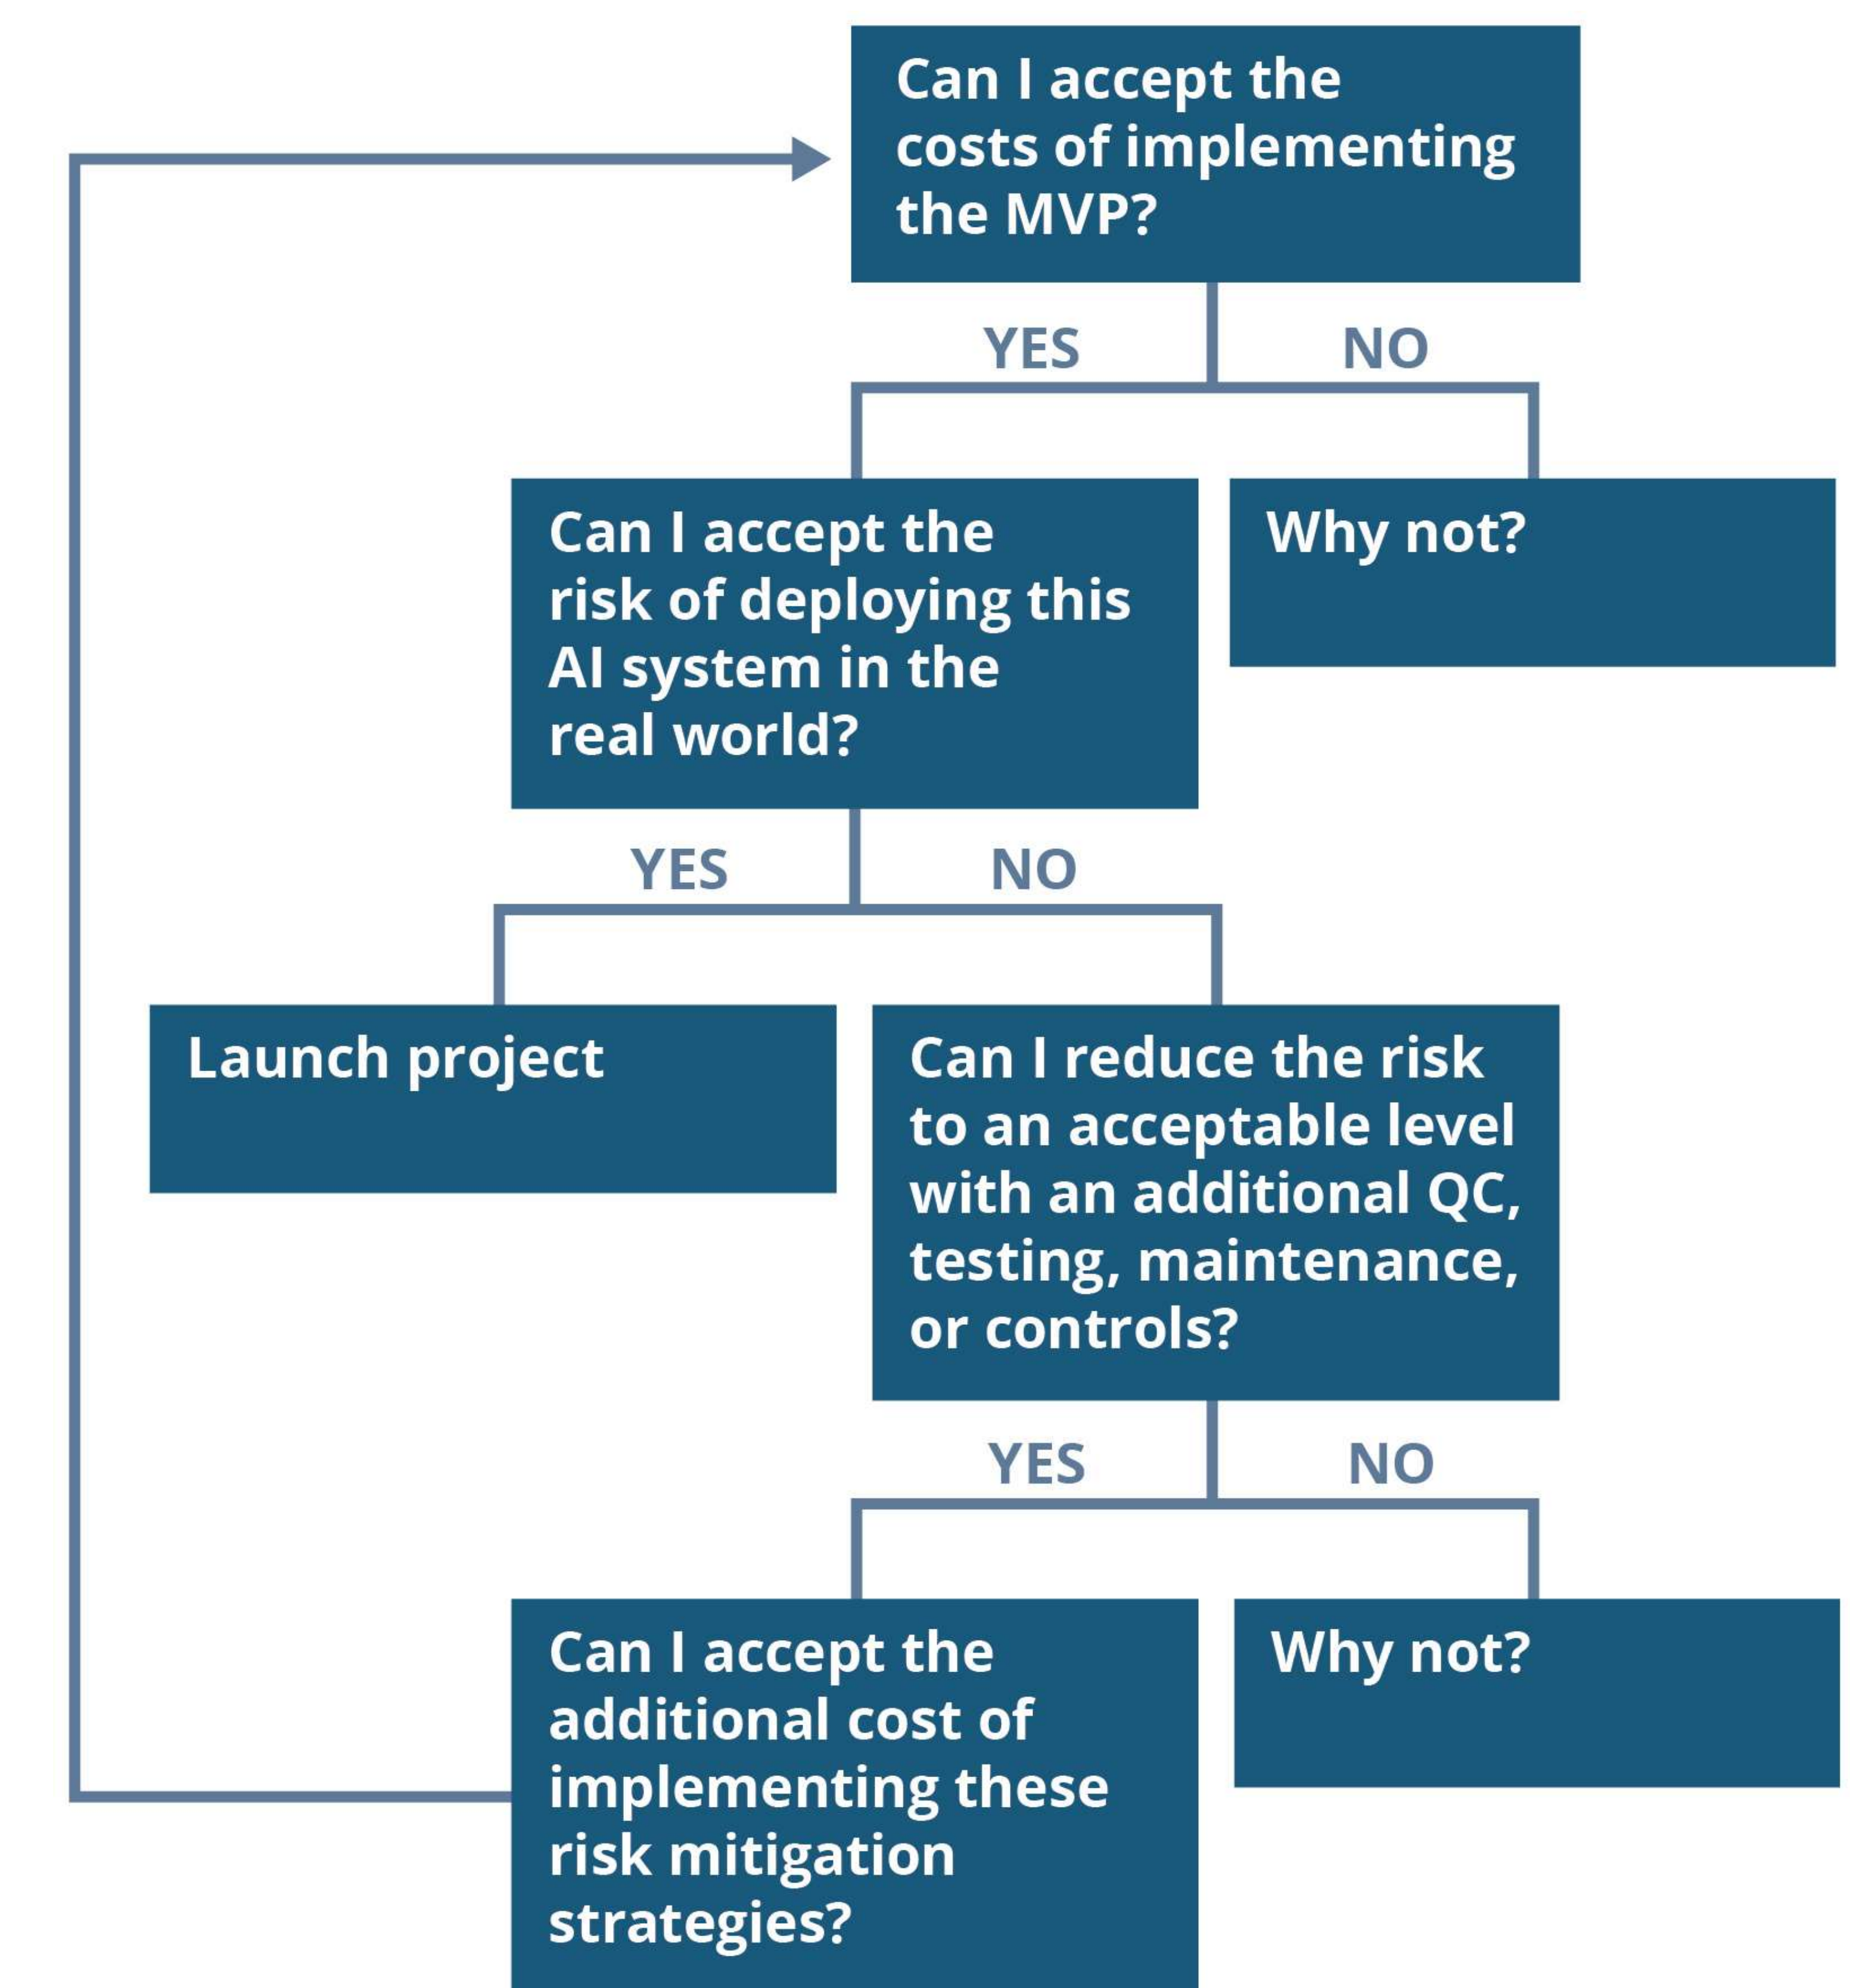 Can I accept the
costs of implementing
the MVP?
YES
NO
Can I accept the
risk of deploying this
AI system in the
real world?
Why not?
YES
NO
Launch project
Can I reduce the risk
to an acceptable level
with an additional QC,
testing, maintenance,
or controls?
YES
NO
Can I accept the
additional cost of
implementing these
risk mitigation
strategies?
Why not?